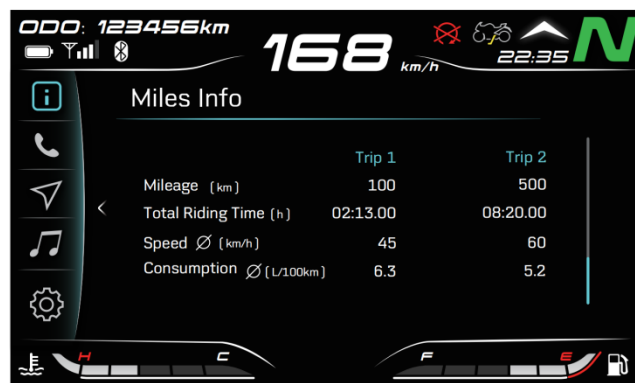 ODO: 123456km
168 km/h
22:35
N
Miles Info
Trip 1 Trip 2
Mileage (km) 100 500
Total Riding Time (h) 02:13.00 08:20.00
Speed Ø (km/h) 45 60
Consumption Ø (L/100km) 6.3 5.2
H C F E